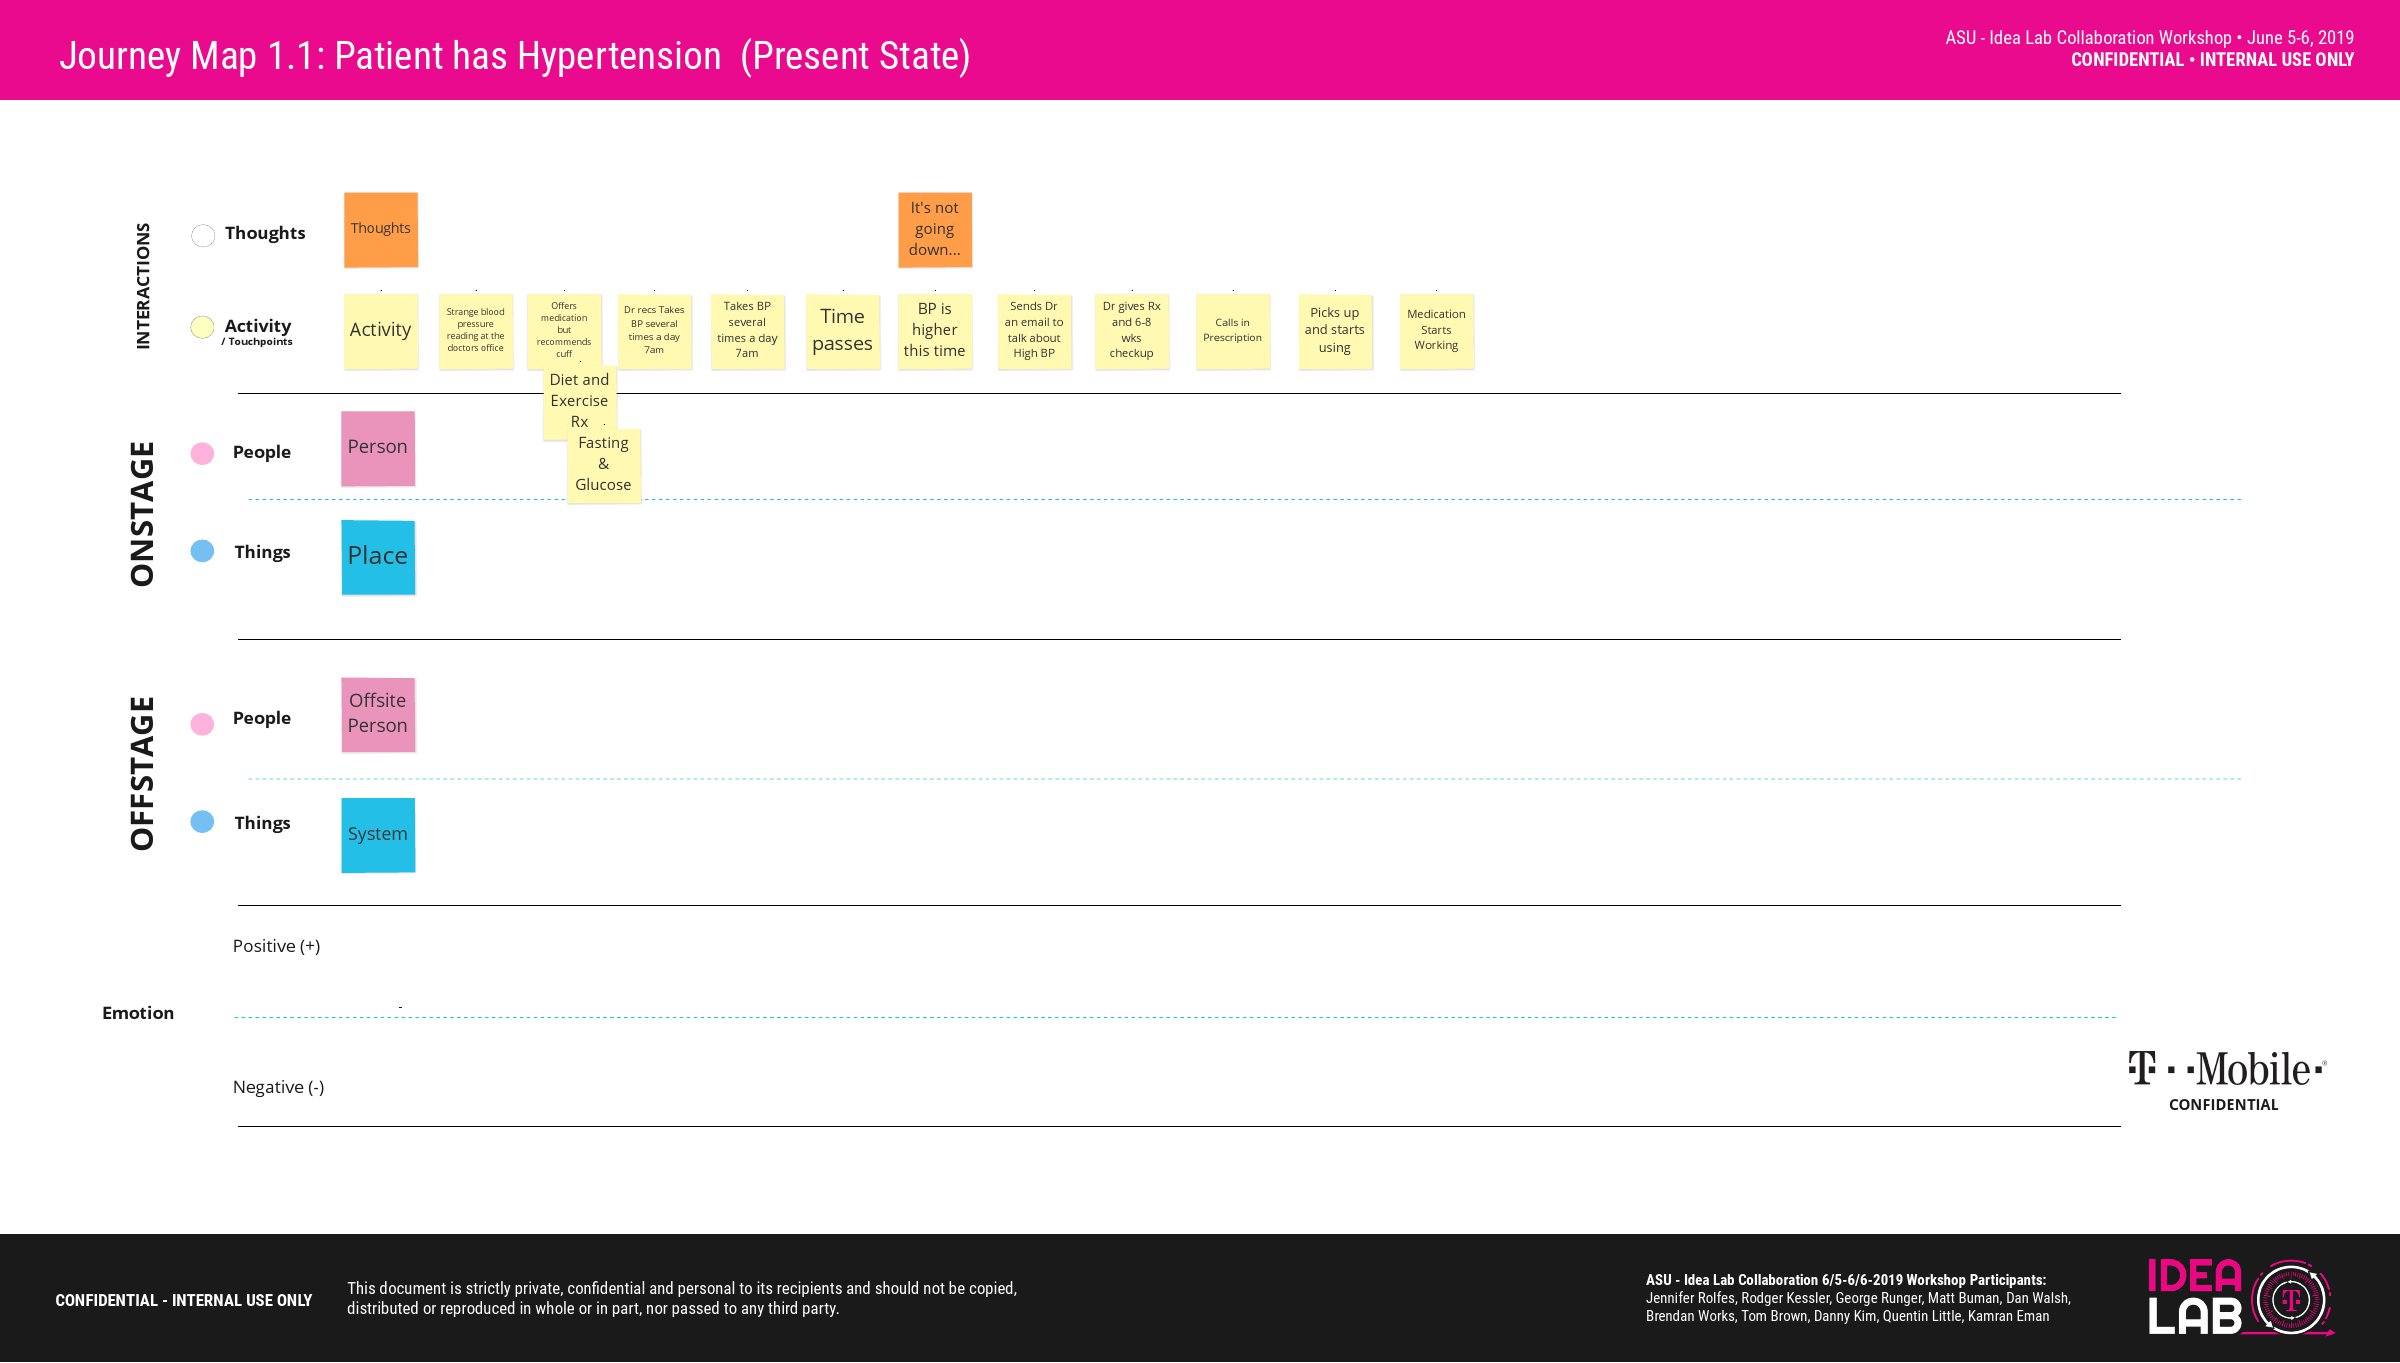 Journey Map 1.1: Patient has Hypertension (Present State)
ASU - Idea Lab Collaboration Workshop • June 5-6, 2019
CONFIDENTIAL • INTERNAL USE ONLY
INTERACTIONS
Thoughts
Thoughts
It's not
going
down...
Activity
/ Touchpoints
Activity
Strange blood
pressure
reading at the
doctors office
Offers
medication
but
recommends
cuff
Dr recs Takes
BP several
times a day
7am
Takes BP
several
times a day
7am
Time
passes
BP is
higher
this time
Sends Dr
an email to
talk about
High BP
Dr gives Rx
and 6-8
wks
checkup
Calls in
Prescription
Picks up
and starts
using
Medication
Starts
Working
Diet and
Exercise
Rx
Fasting
&
Glucose
ONSTAGE
People
Person
Things
Place
OFFSTAGE
People
Offsite
Person
Things
System
Positive (+)
Emotion
-
Negative (-)
T··Mobile·®
CONFIDENTIAL
CONFIDENTIAL - INTERNAL USE ONLY
This document is strictly private, confidential and personal to its recipients and should not be copied,
distributed or reproduced in whole or in part, nor passed to any third party.
ASU - Idea Lab Collaboration 6/5-6/6-2019 Workshop Participants:
Jennifer Rolfes, Rodger Kessler, George Runger, Matt Buman, Dan Walsh,
Brendan Works, Tom Brown, Danny Kim, Quentin Little, Kamran Eman
IDEA
LAB
T